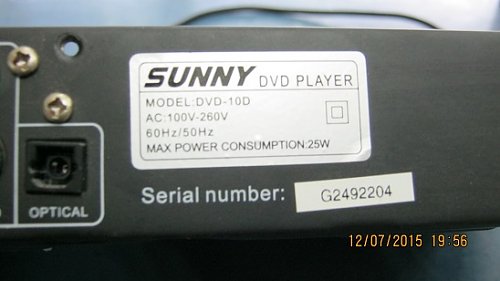 SUNNY DVD PLAYER
MODEL:DVD-10D
AC:100V-260V
60Hz/50Hz
MAX POWER CONSUMPTION:25W
Serial number: G2492204
OPTICAL
12/07/2015 19:56